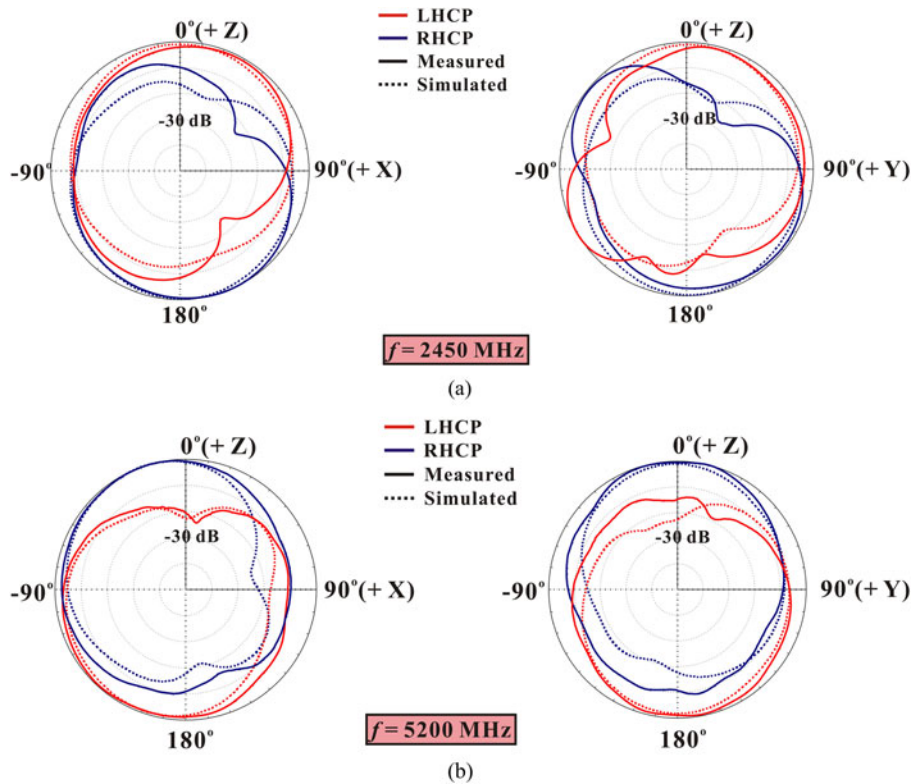 0°(+ Z)
LHCP
RHCP
Measured
Simulated
0°(+ Z)
-30 dB
-30 dB
-90°
90°(+ X)
-90°
90°(+ Y)
180°
180°
f = 2450 MHz
(a)
0°(+ Z)
LHCP
RHCP
Measured
Simulated
0°(+ Z)
-30 dB
-30 dB
-90°
90°(+ X)
-90°
90°(+ Y)
180°
180°
f = 5200 MHz
(b)